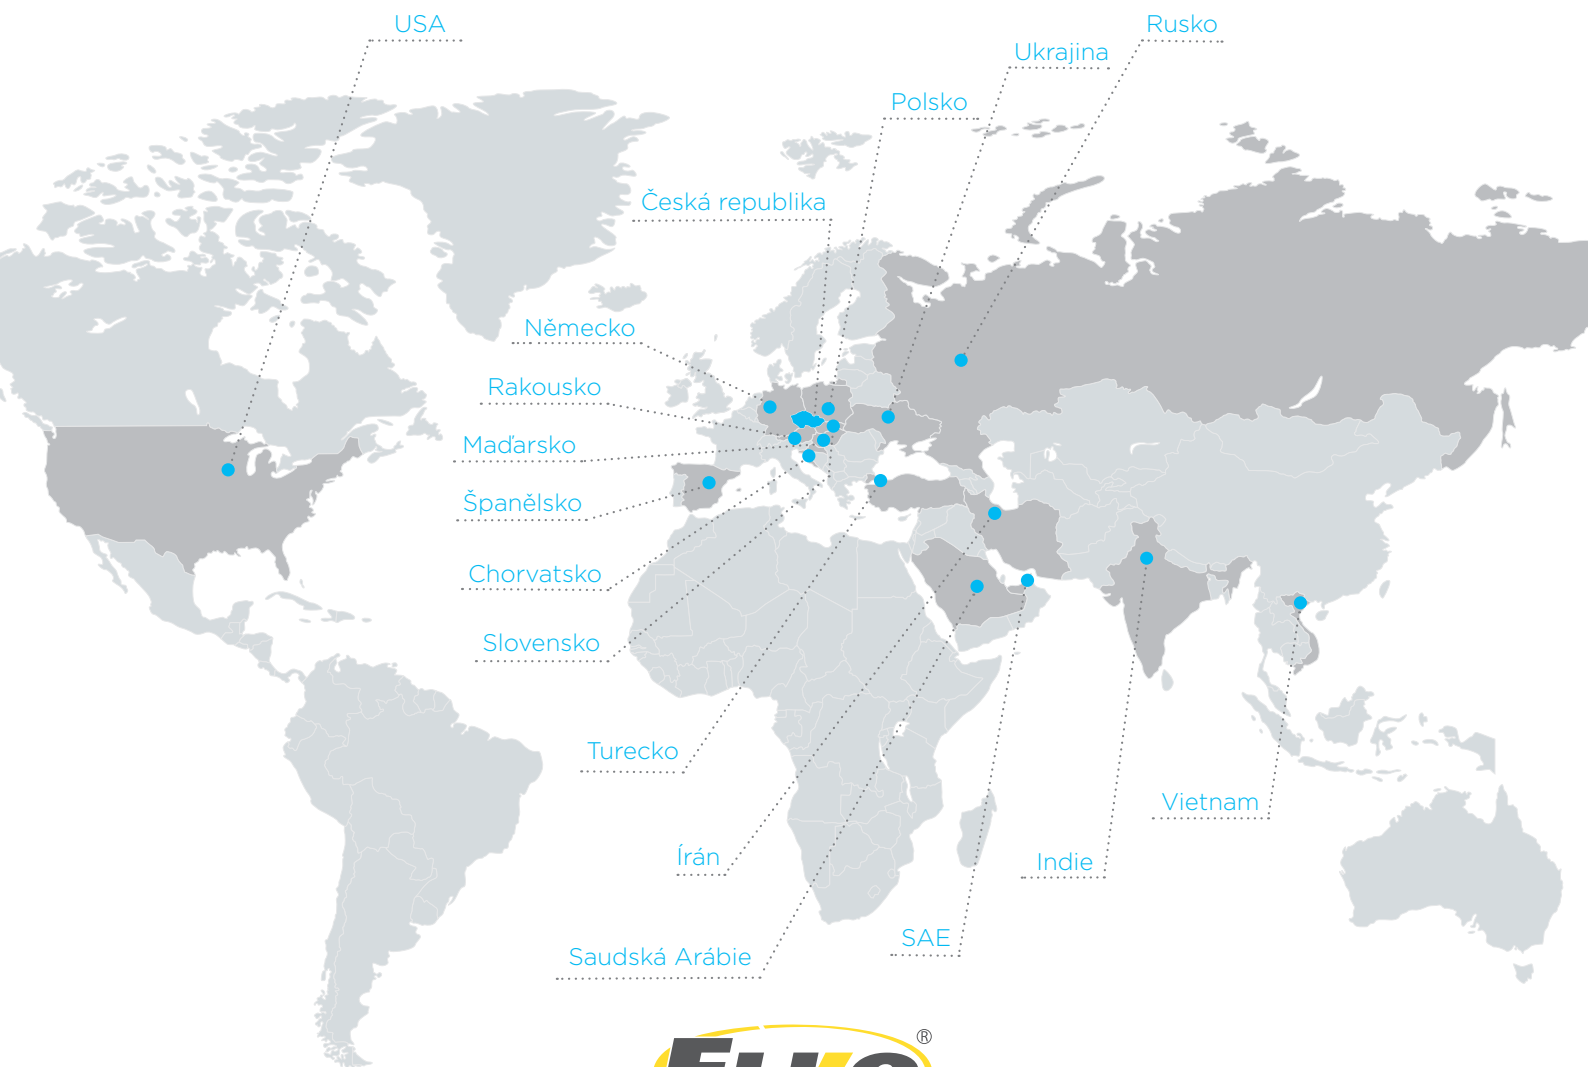 USA
Rusko
Ukrajina
Polsko
Česká republika
Německo
Rakousko
Maďarsko
Španělsko
Chorvatsko
Slovensko
Turecko
Vietnam
Írán
Indie
SAE
Saudská Arábie
®